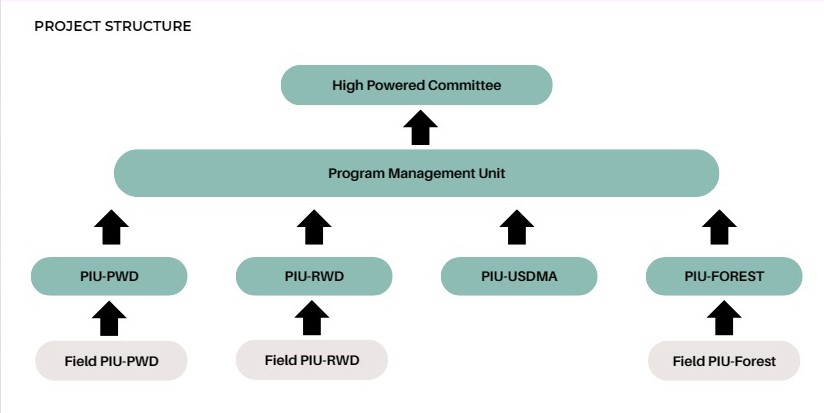 PROJECT STRUCTURE
High Powered Committee
Program Management Unit
PIU-PWD
PIU-RWD
PIU-USDMA
PIU-FOREST
Field PIU-PWD
Field PIU-RWD
Field PIU-Forest